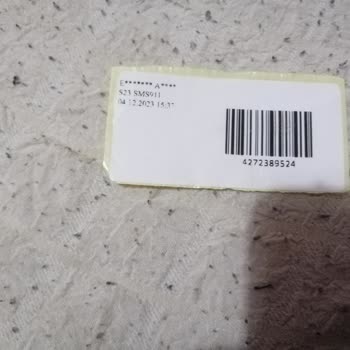 E******* A****
S23 SMS911
04.12.2023 15:37
4272389524